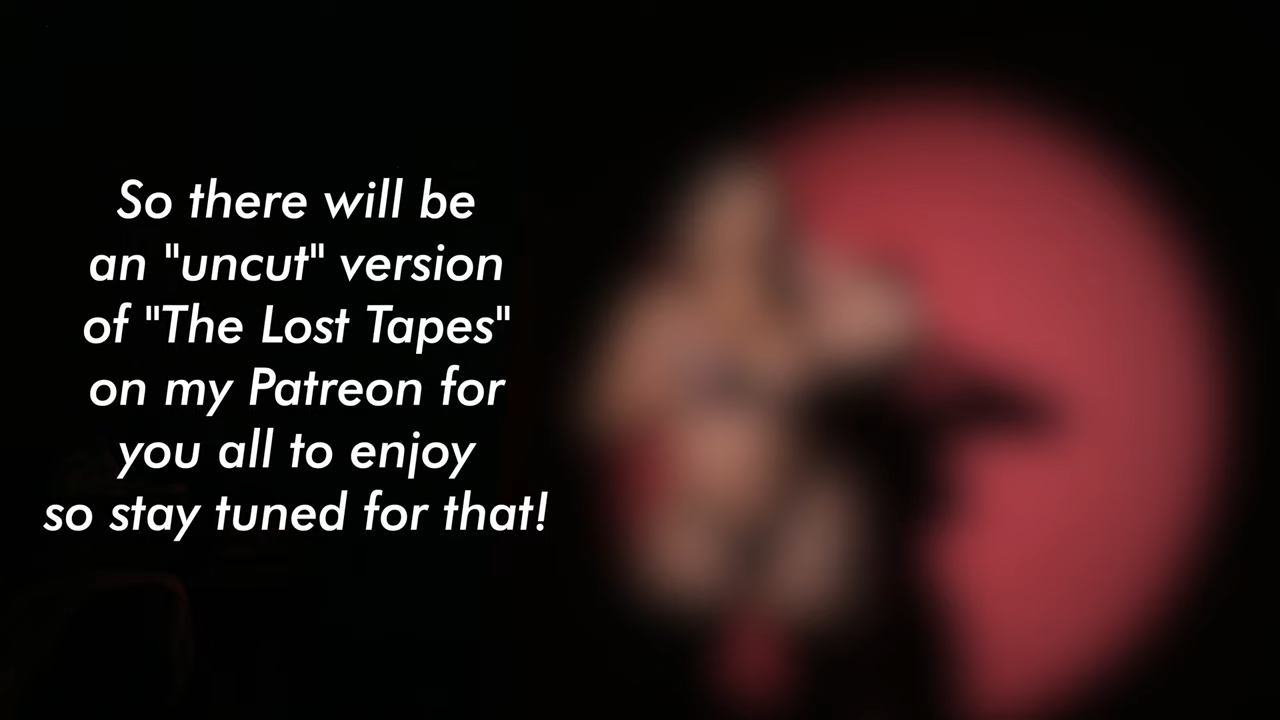 So there will be
an "uncut" version
of "The Lost Tapes"
on my Patreon for
you all to enjoy
so stay tuned for that!